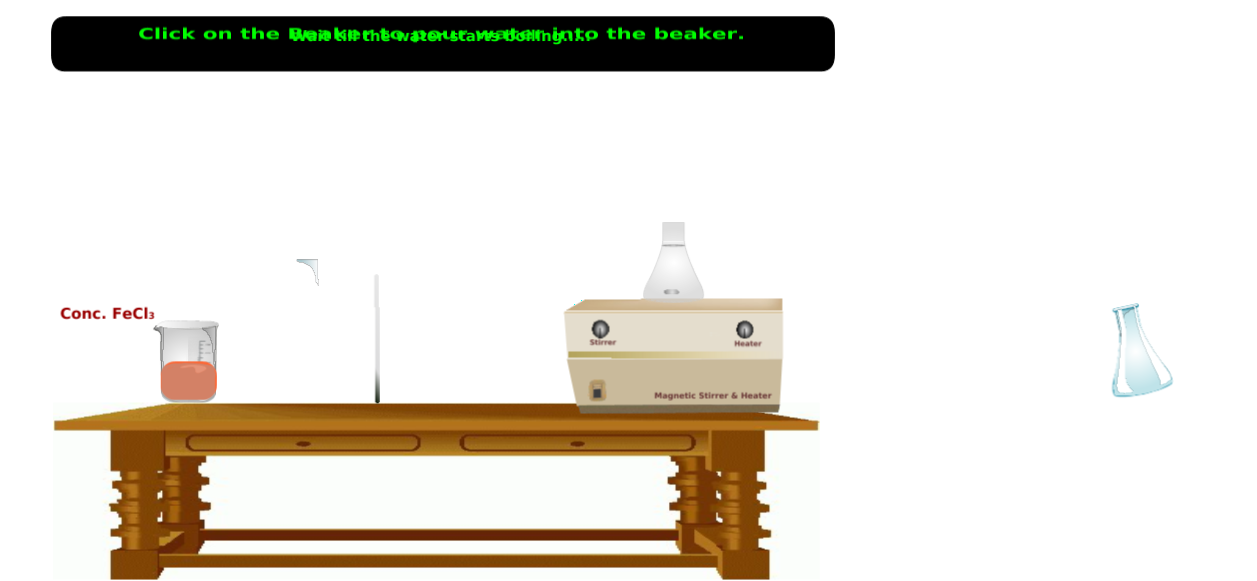 Click on the Beaker to pour water into the beaker.
Wait till the water starts boiling.....
Conc. FeCl₃
Stirrer
Heater
Magnetic Stirrer & Heater